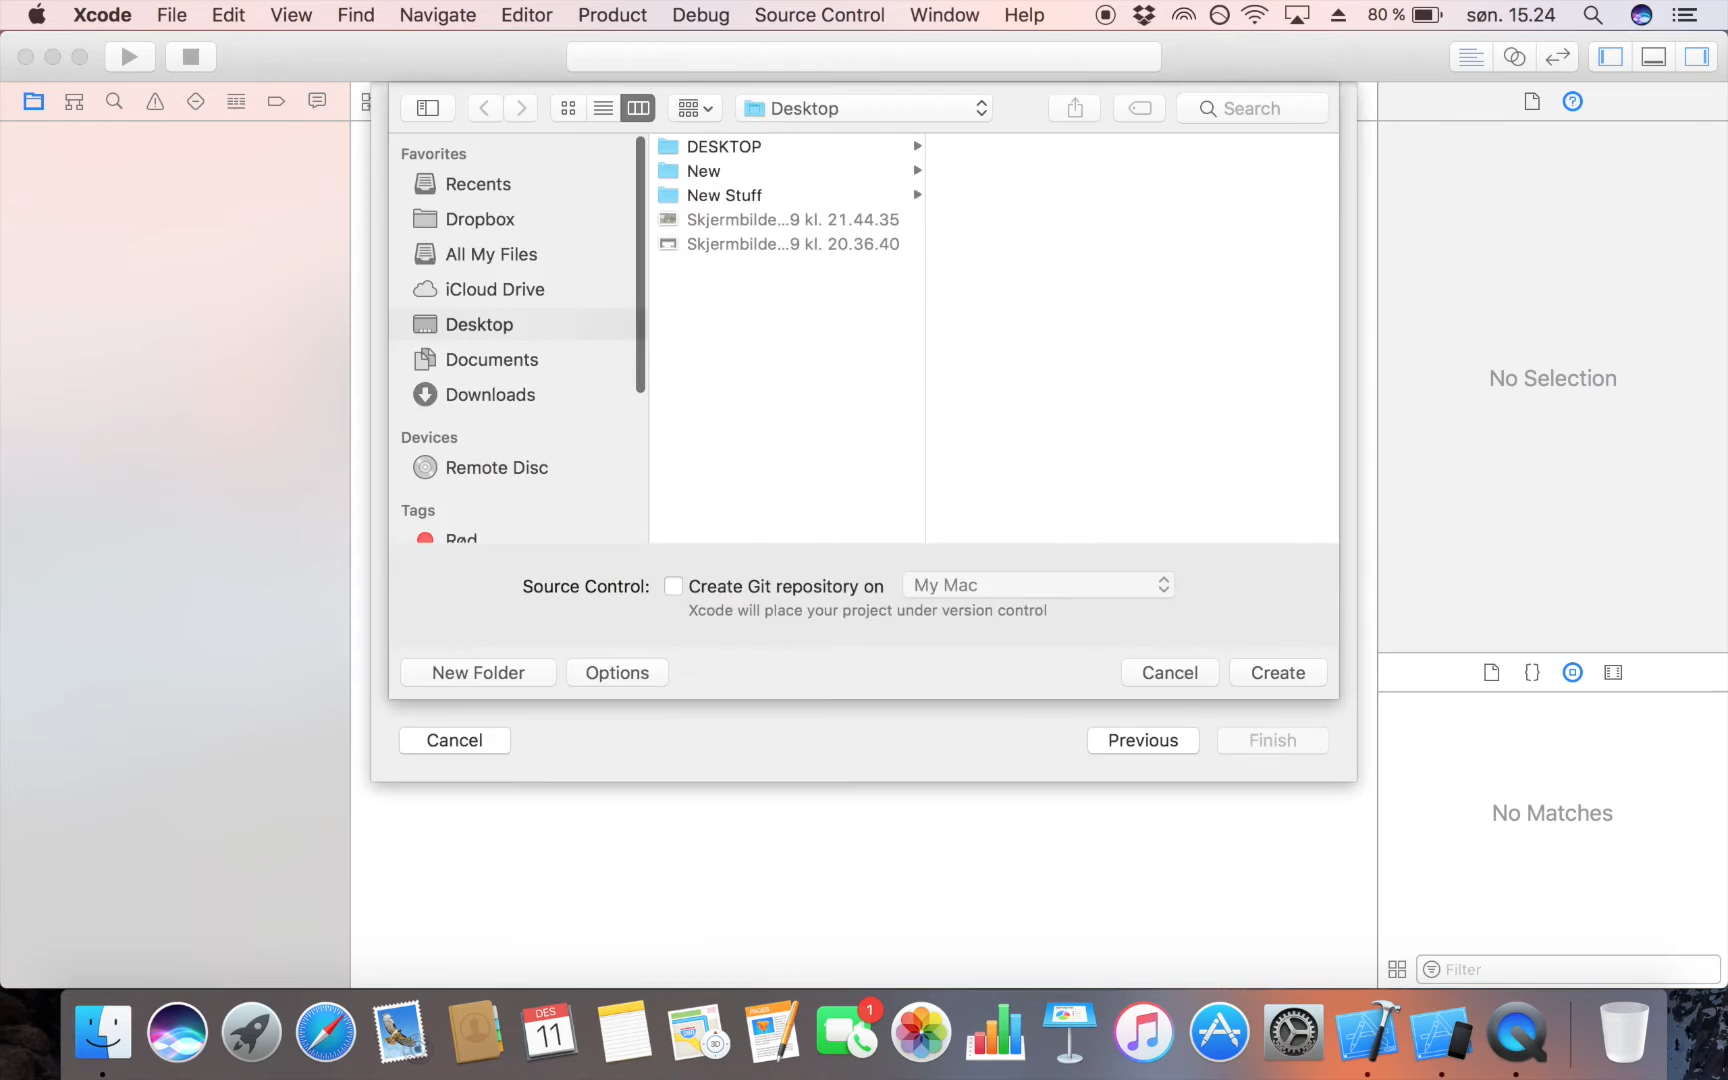 Xcode File Edit View Find Navigate Editor Product Debug Source Control Window Help 80 % søn. 15.24
Desktop Search
Favorites
Recents
Dropbox
All My Files
iCloud Drive
Desktop
Documents
Downloads
Devices
Remote Disc
Tags
Rød
DESKTOP
New
New Stuff
Skjermbilde...9 kl. 21.44.35
Skjermbilde...9 kl. 20.36.40
No Selection
Source Control: Create Git repository on My Mac
Xcode will place your project under version control
New Folder Options Cancel Create
Cancel Previous Finish
No Matches
Filter
DES
11
3D
PAGES
1